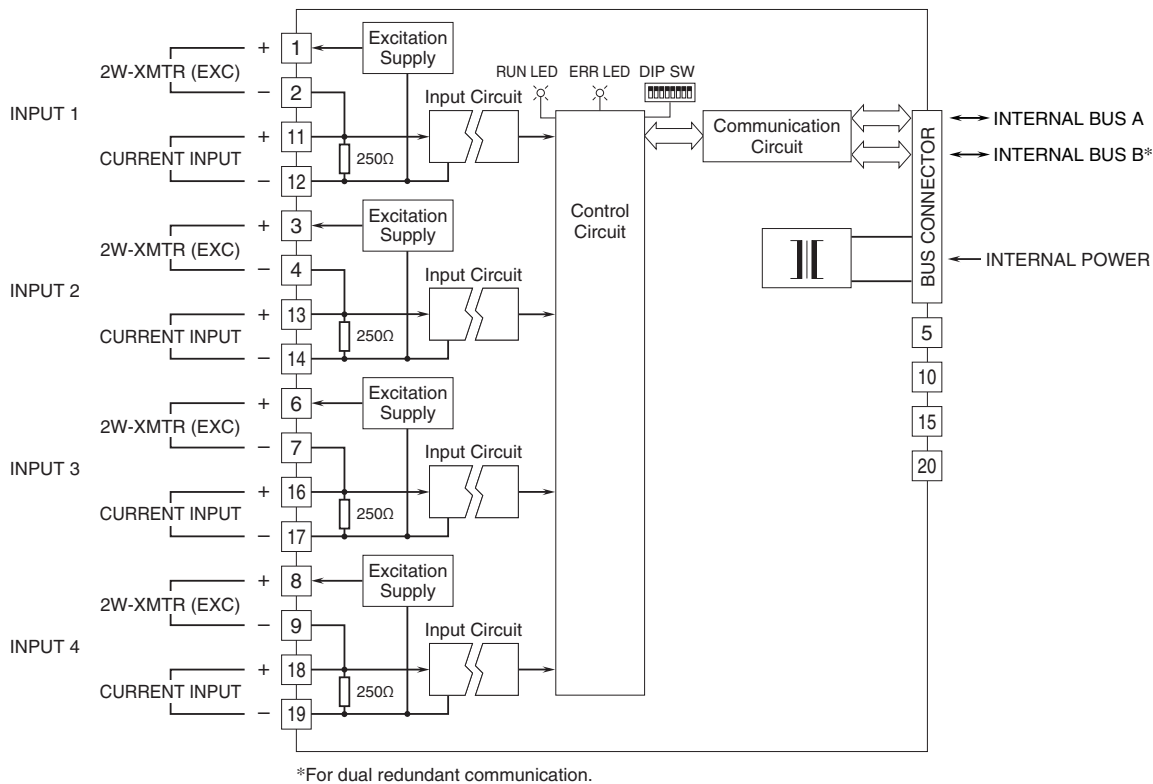 Excitation
Supply
+ 1
2W-XMTR (EXC)
− 2
INPUT 1
Input Circuit
+ 11
CURRENT INPUT
250Ω
− 12
RUN LED ERR LED DIP SW
Communication
Circuit
BUS CONNECTOR
INTERNAL BUS A
INTERNAL BUS B*
INTERNAL POWER
Control
Circuit
Excitation
Supply
+ 3
2W-XMTR (EXC)
− 4
INPUT 2
Input Circuit
+ 13
CURRENT INPUT
250Ω
− 14
5
10
15
20
Excitation
Supply
+ 6
2W-XMTR (EXC)
− 7
INPUT 3
Input Circuit
+ 16
CURRENT INPUT
250Ω
− 17
Excitation
Supply
+ 8
2W-XMTR (EXC)
− 9
INPUT 4
Input Circuit
+ 18
CURRENT INPUT
250Ω
− 19
*For dual redundant communication.